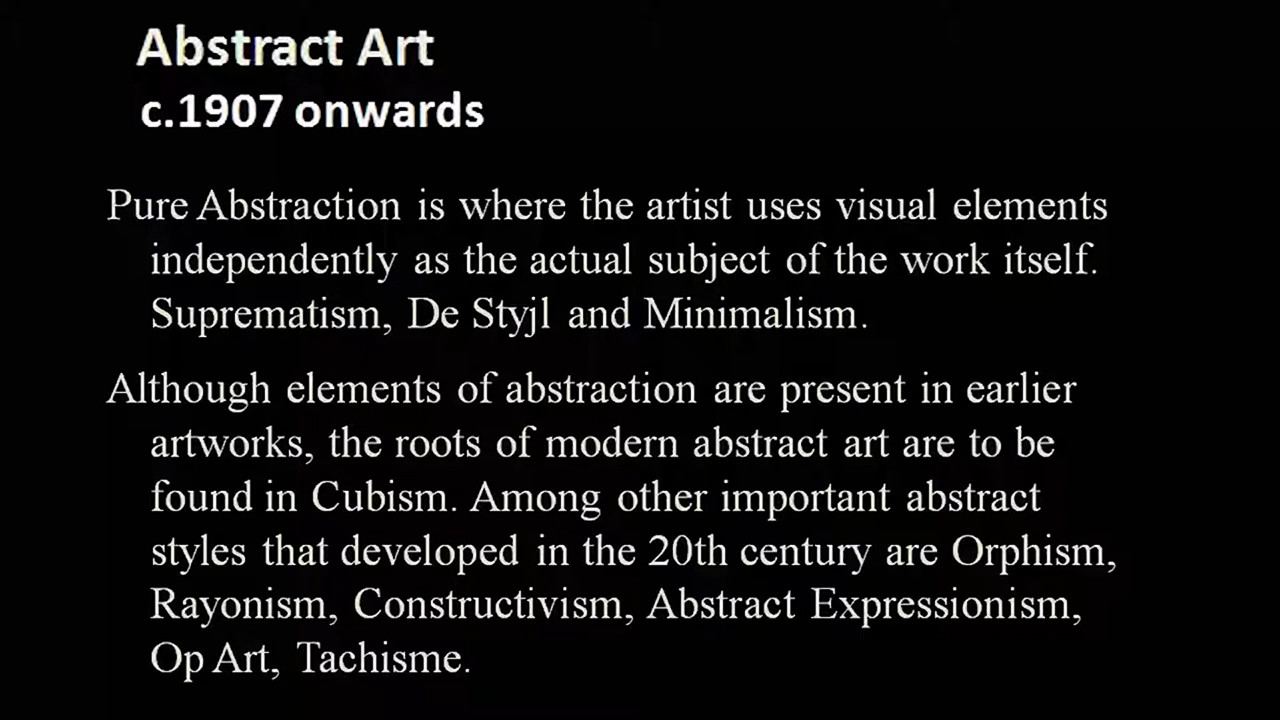 Abstract Art
c.1907 onwards
Pure Abstraction is where the artist uses visual elements
independently as the actual subject of the work itself.
Suprematism, De Styjl and Minimalism.
Although elements of abstraction are present in earlier
artworks, the roots of modern abstract art are to be
found in Cubism. Among other important abstract
styles that developed in the 20th century are Orphism,
Rayonism, Constructivism, Abstract Expressionism,
Op Art, Tachisme.